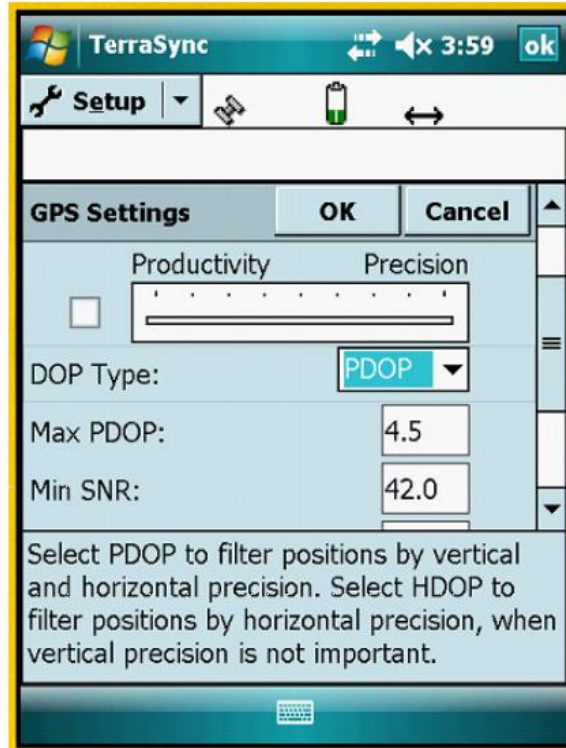 TerraSync 3:59 ok
Setup
GPS Settings OK Cancel
Productivity Precision
DOP Type: PDOP
Max PDOP: 4.5
Min SNR: 42.0
Select PDOP to filter positions by vertical
and horizontal precision. Select HDOP to
filter positions by horizontal precision, when
vertical precision is not important.